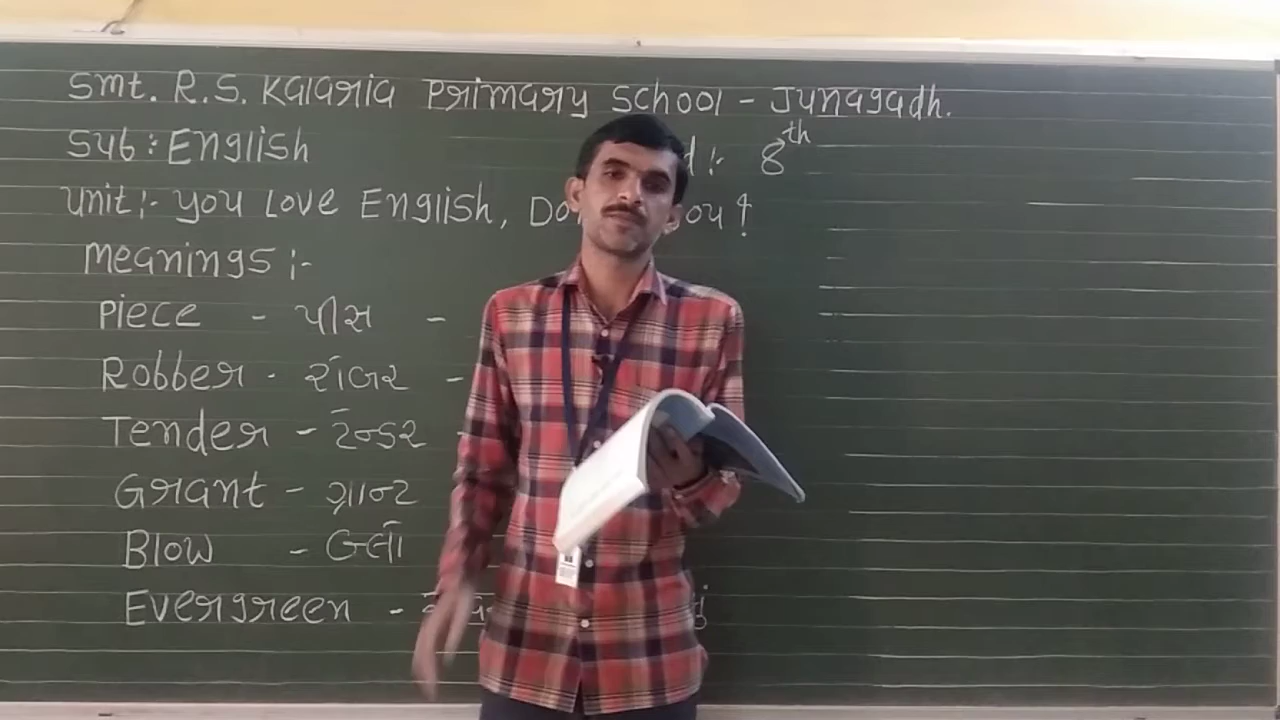 Smt. R.S. Kalaria Primary School - Junagadh.
Sub: English 8th
Unit:- You Love English,
Meanings:-
Piece - પીસ -
Robber - રોબર -
Tender - ટેન્ડર -
Grant - ગ્રાન્ટ
Blow - બ્લૉ
Evergreen -